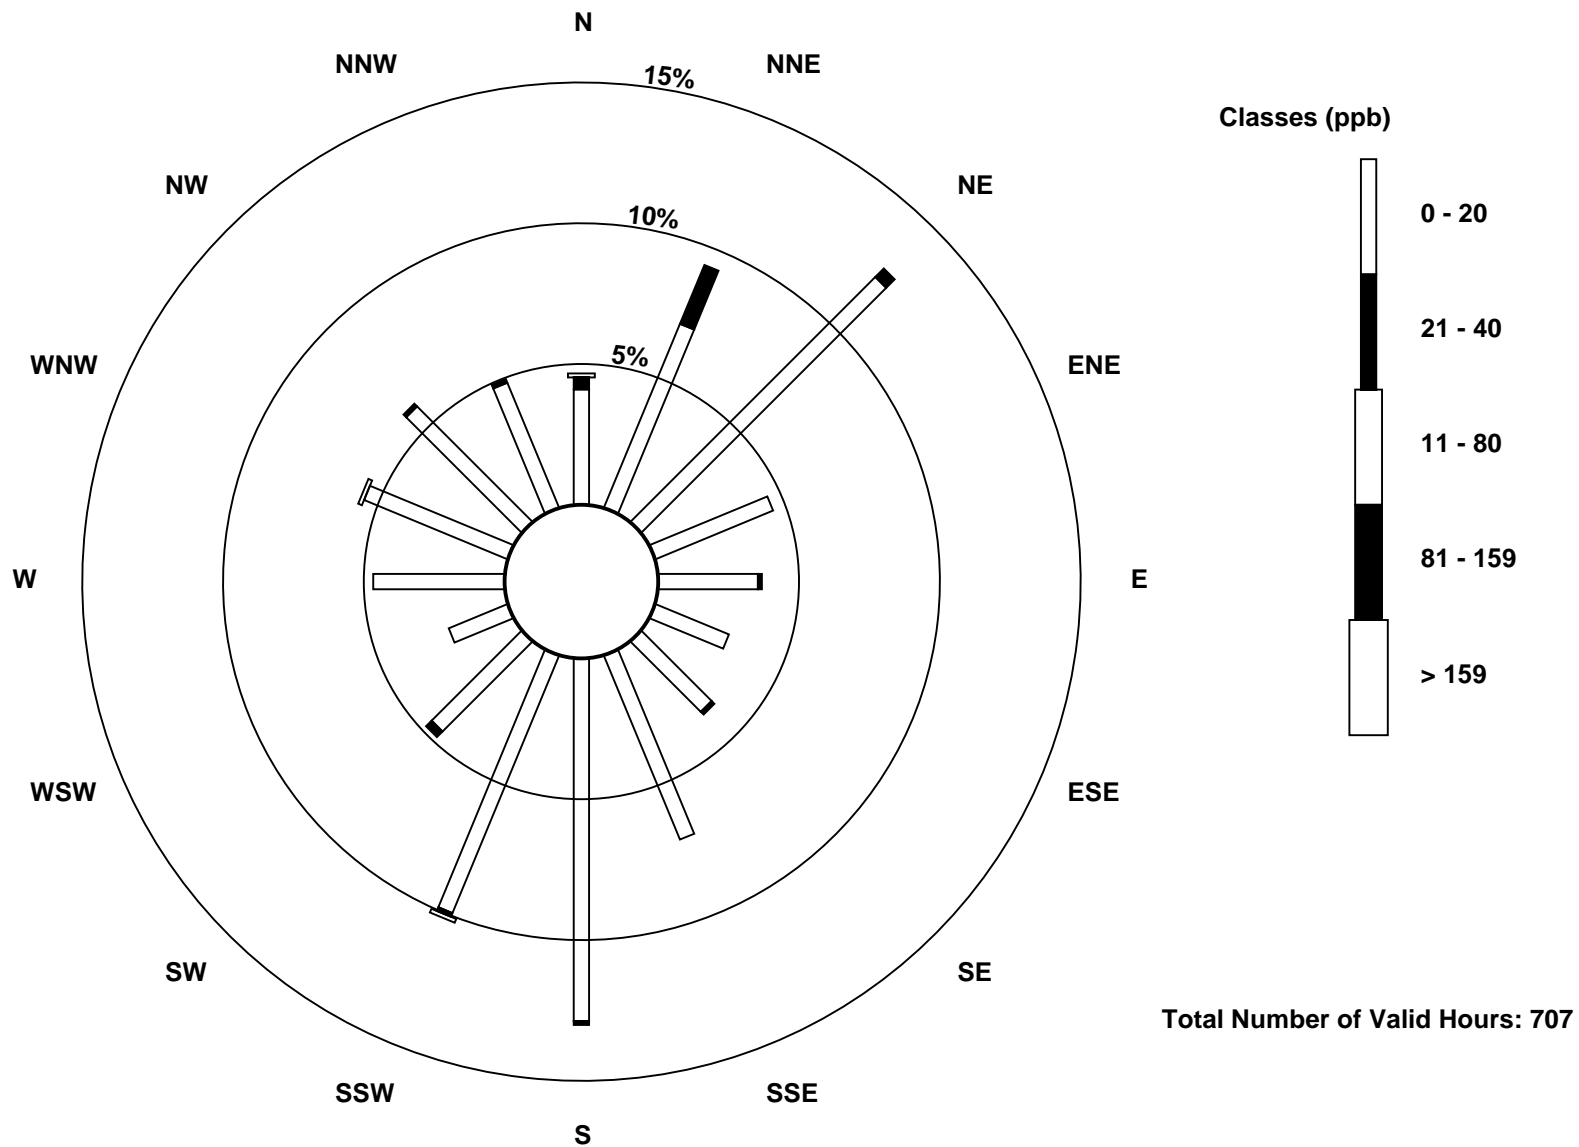 N
NNW
NNE
15%
Classes (ppb)
NW
NE
0 - 20
10%
21 - 40
5%
WNW
ENE
11 - 80
81 - 159
W
E
> 159
WSW
ESE
SW
SE
Total Number of Valid Hours: 707
SSW
SSE
S